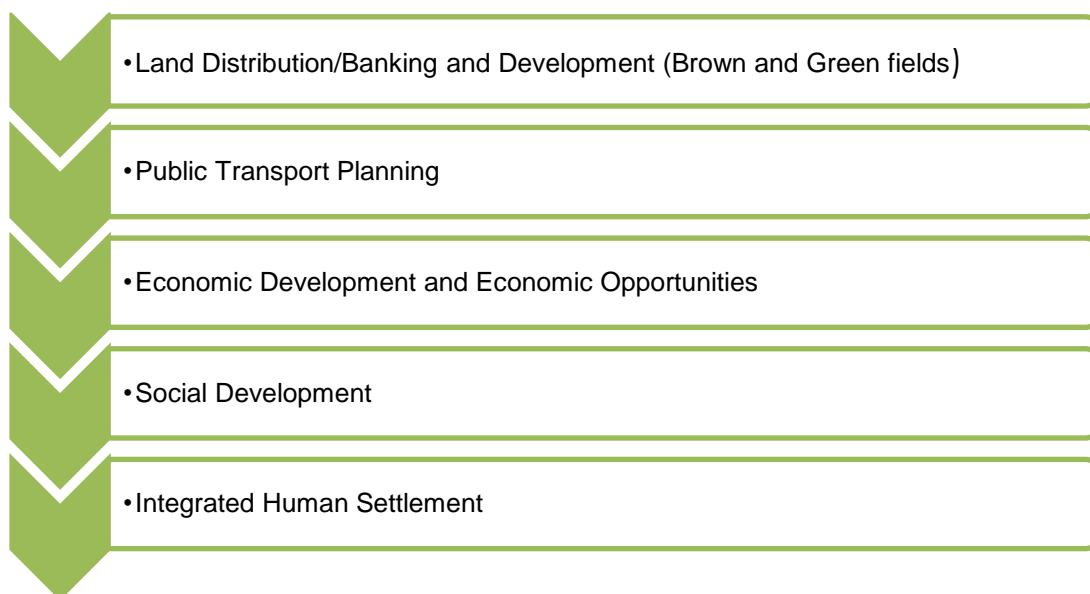 •Land Distribution/Banking and Development (Brown and Green fields)
•Public Transport Planning
•Economic Development and Economic Opportunities
•Social Development
•Integrated Human Settlement